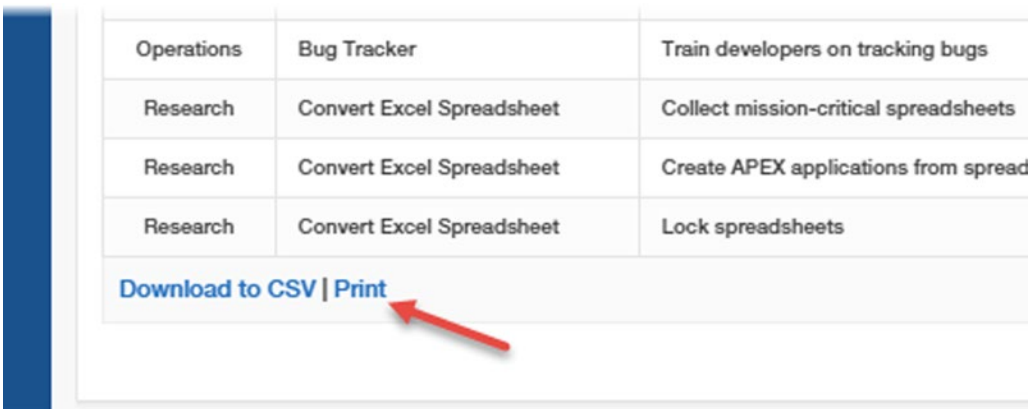 Operations Bug Tracker Train developers on tracking bugs
Research Convert Excel Spreadsheet Collect mission-critical spreadsheets
Research Convert Excel Spreadsheet Create APEX applications from spread
Research Convert Excel Spreadsheet Lock spreadsheets
Download to CSV | Print